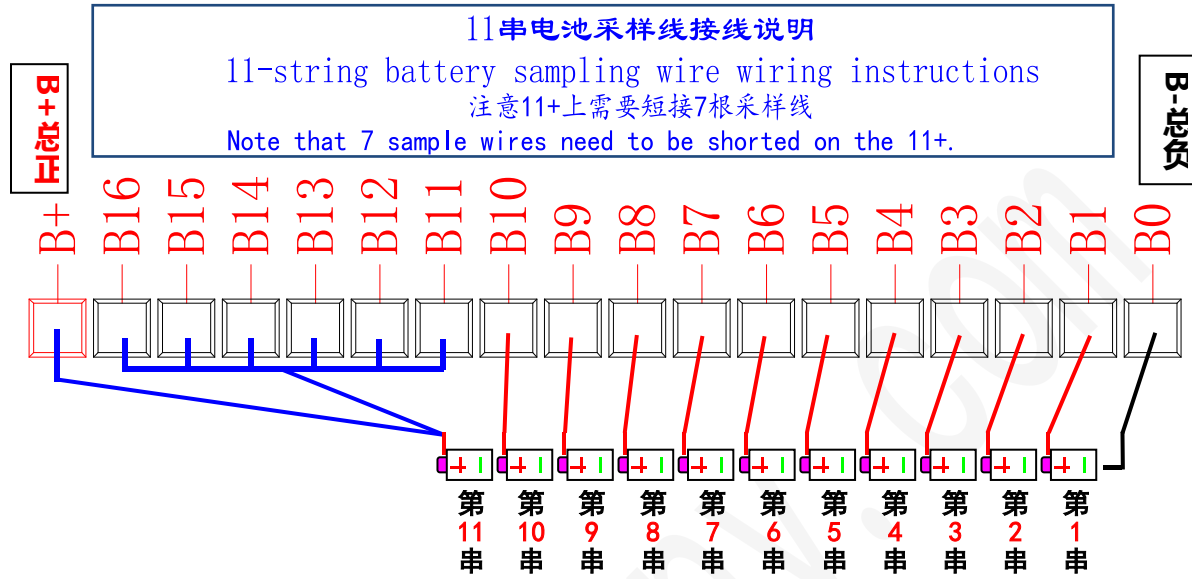 11串电池采样线接线说明
11-string battery sampling wire wiring instructions
注意11+上需要短接7根采样线
Note that 7 sample wires need to be shorted on the 11+.
B+总正
B-总负
B+ B16 B15 B14 B13 B12 B11 B10 B9 B8 B7 B6 B5 B4 B3 B2 B1 B0
第11串 第10串 第9串 第8串 第7串 第6串 第5串 第4串 第3串 第2串 第1串